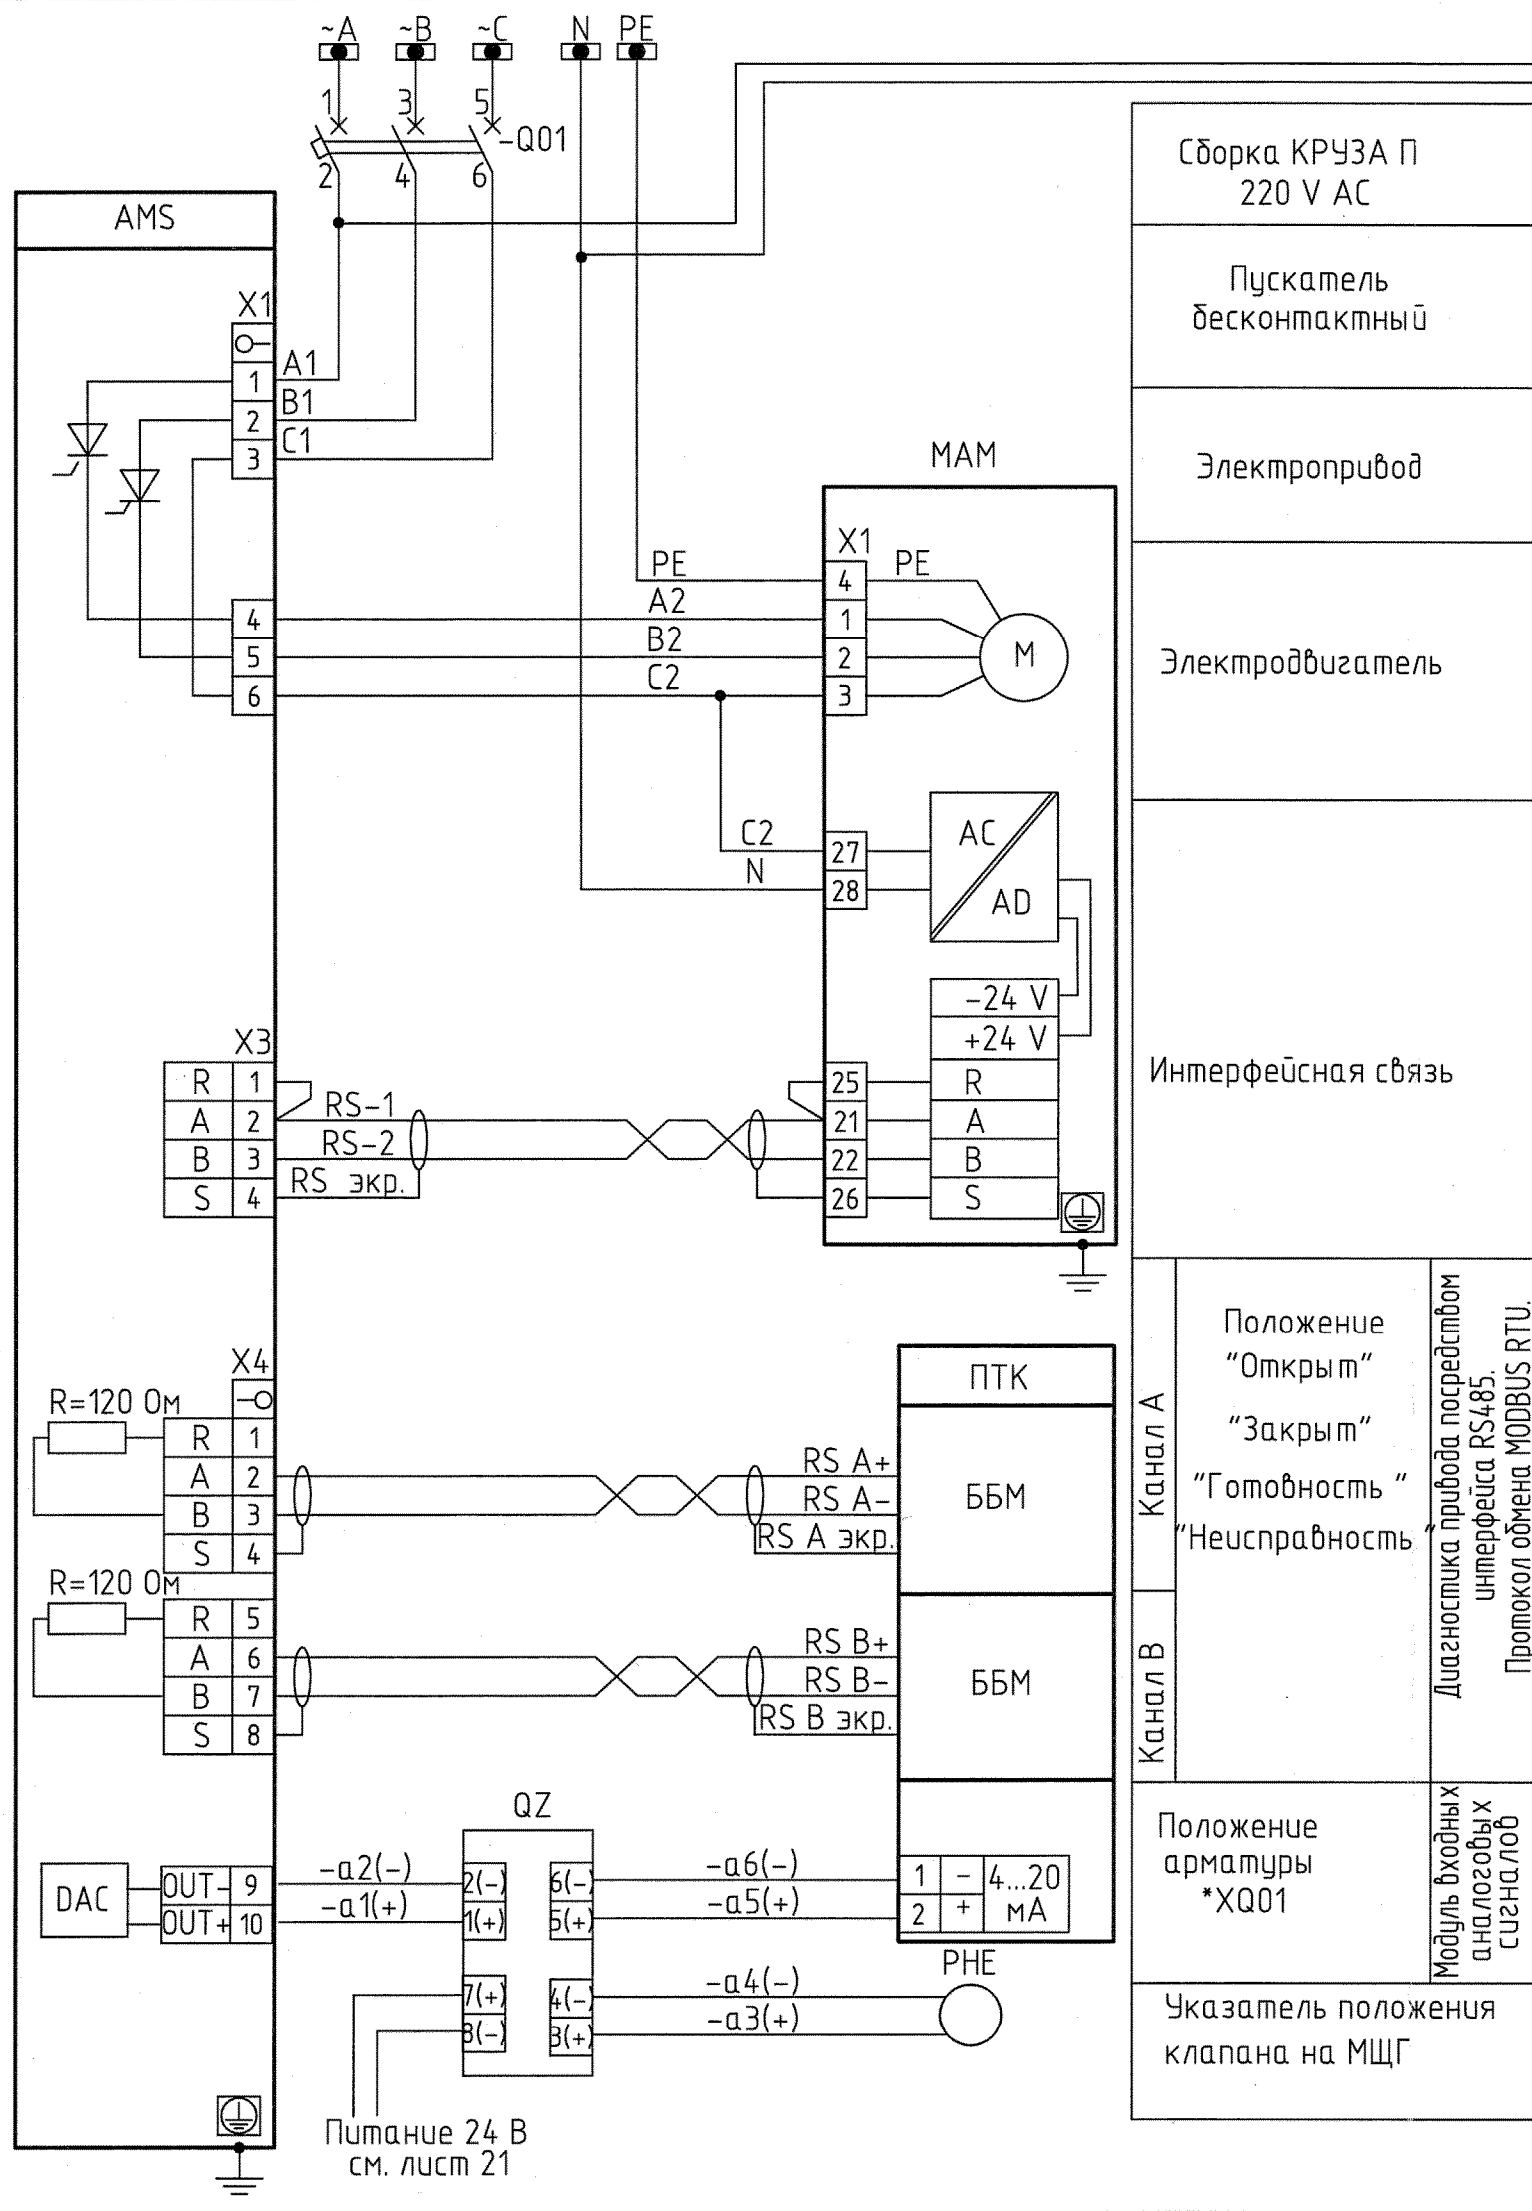 ~A ~B ~C N PE
1 3 5
-Q01
2 4 6
AMS
X1
1 A1
2 B1
3 C1
4 A2
5 B2
6 C2
PE
MAM
X1
4 PE
1
2
3
M
C2 27
N 28
AC
AD
-24 V
+24 V
X3
R 1
A 2 RS-1
B 3 RS-2
S 4 RS экр.
25 R
21 A
22 B
26 S
X4
R=120 Ом
R 1
A 2
B 3
S 4
R=120 Ом
R 5
A 6
B 7
S 8
ПТК
RS A+
RS A-
RS A экр.
ББМ
RS B+
RS B-
RS B экр.
ББМ
DAC
OUT- 9
OUT+ 10
QZ
-a2(-) 2(-)
-a1(+) 1(+)
6(-) -a6(-)
5(+) -a5(+)
1 - 4...20
2 + мА
7(+)
8(-)
4(-) -a4(-)
3(+) -a3(+)
PHE
Питание 24 В
см. лист 21
Сборка КРУЗА П
220 V AC
Пускатель
бесконтактный
Электропривод
Электродвигатель
Интерфейсная связь
Канал А
Канал В
Положение
"Открыт"
"Закрыт"
"Готовность "
"Неисправность "
Диагностика привода посредством
интерфейса RS485.
Протокол обмена MODBUS RTU.
Положение
арматуры
*XQ01
Модуль входных
аналоговых
сигналов
Указатель положения
клапана на МЩГ